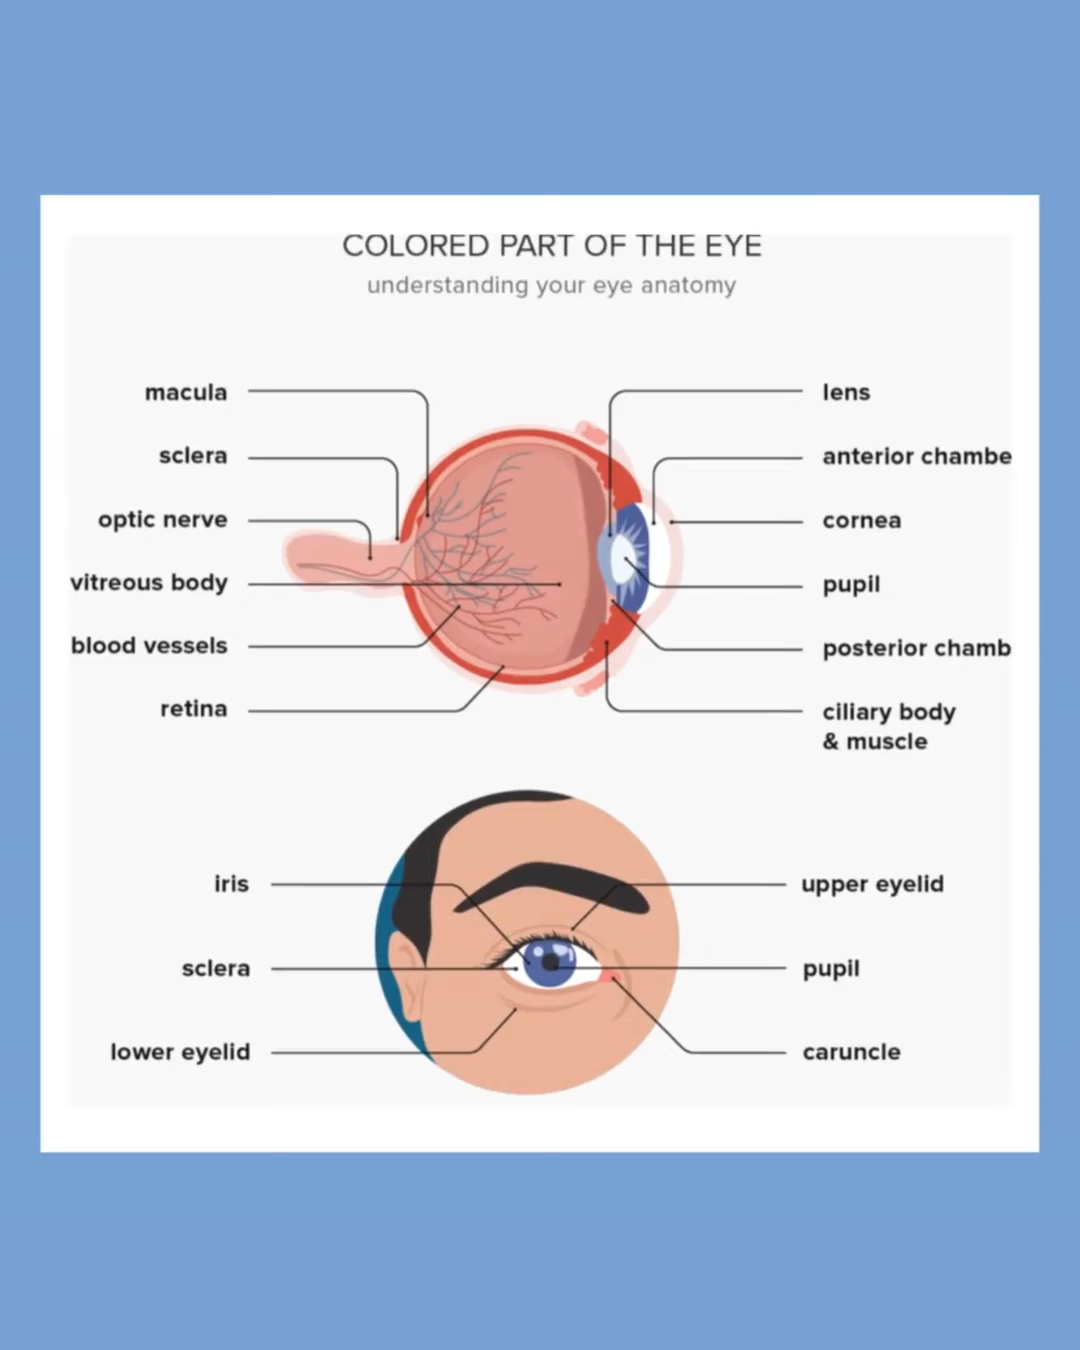 COLORED PART OF THE EYE
understanding your eye anatomy
macula
sclera
optic nerve
vitreous body
blood vessels
retina
lens
anterior chambe
cornea
pupil
posterior chamb
ciliary body
& muscle
iris
sclera
lower eyelid
upper eyelid
pupil
caruncle